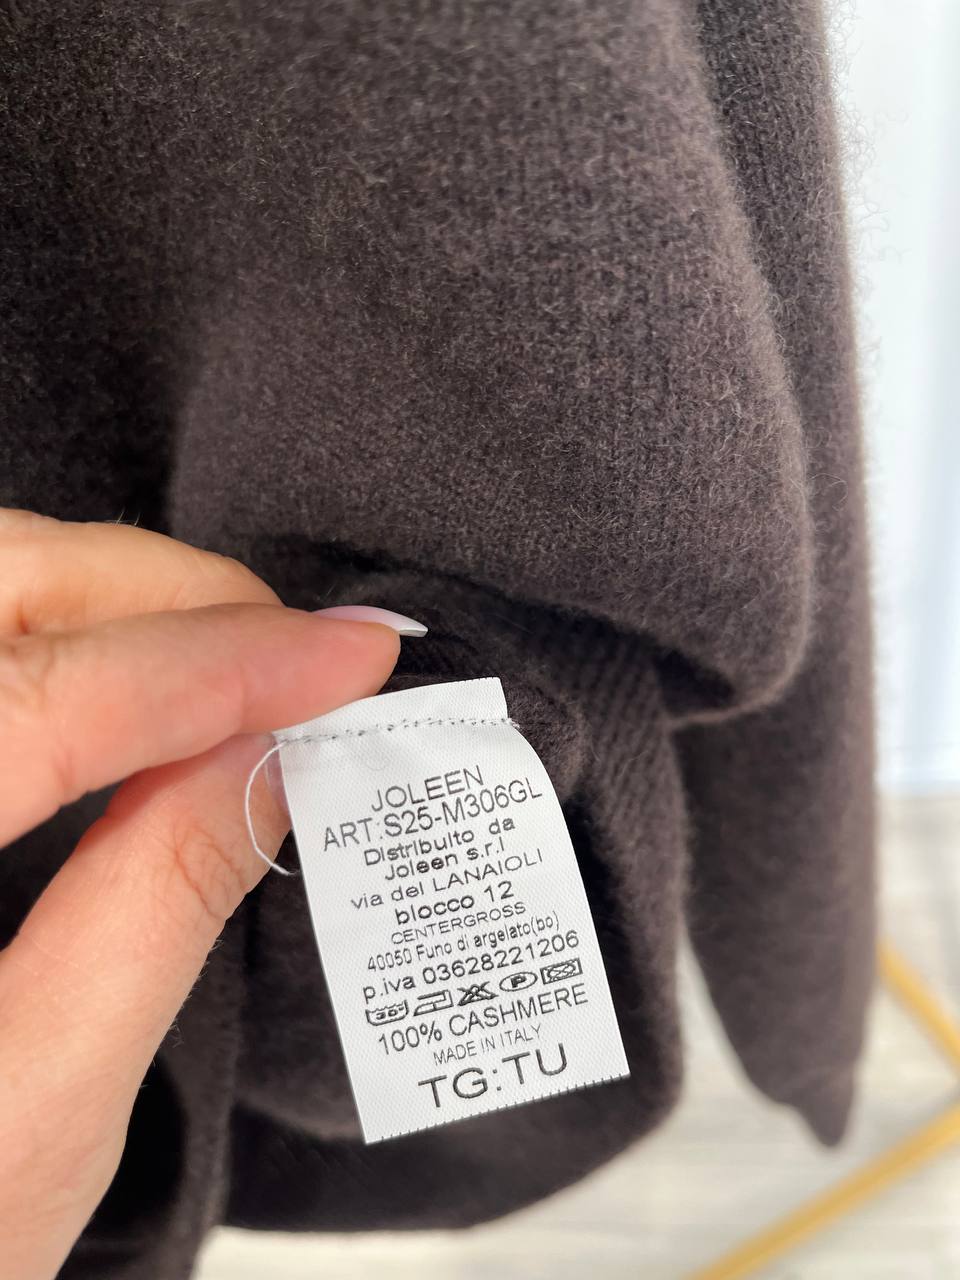 JOLEEN
ART:S25-M306GL
Distribuito da
Joleen s.r.l
via del LANAIOLI
blocco 12
CENTERGROSS
40050 Funo di argelato(bo)
p.iva 03628221206
100% CASHMERE
MADE IN ITALY
TG:TU